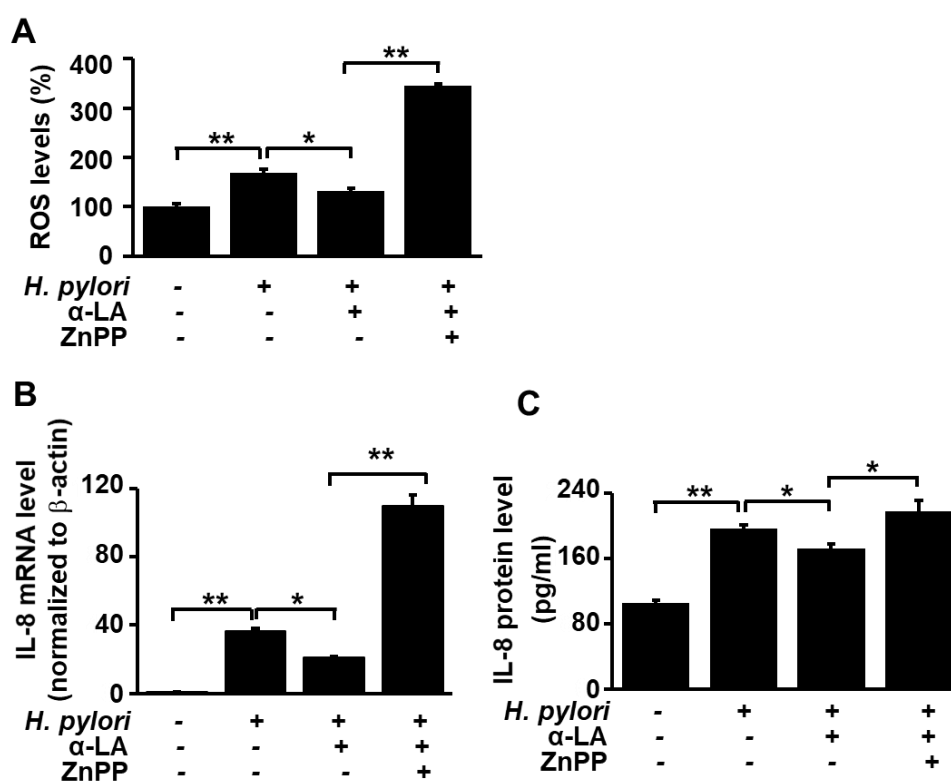 A
ROS levels (%)
400
300
200
100
0
**
*
**
H. pylori - + + +
α-LA - - + +
ZnPP - - - +
B
IL-8 mRNA level
(normalized to β-actin)
120
80
40
0
**
*
**
H. pylori - + + +
α-LA - - + +
ZnPP - - - +
C
IL-8 protein level
(pg/ml)
240
160
80
0
**
*
*
H. pylori - + + +
α-LA - - + +
ZnPP - - - +